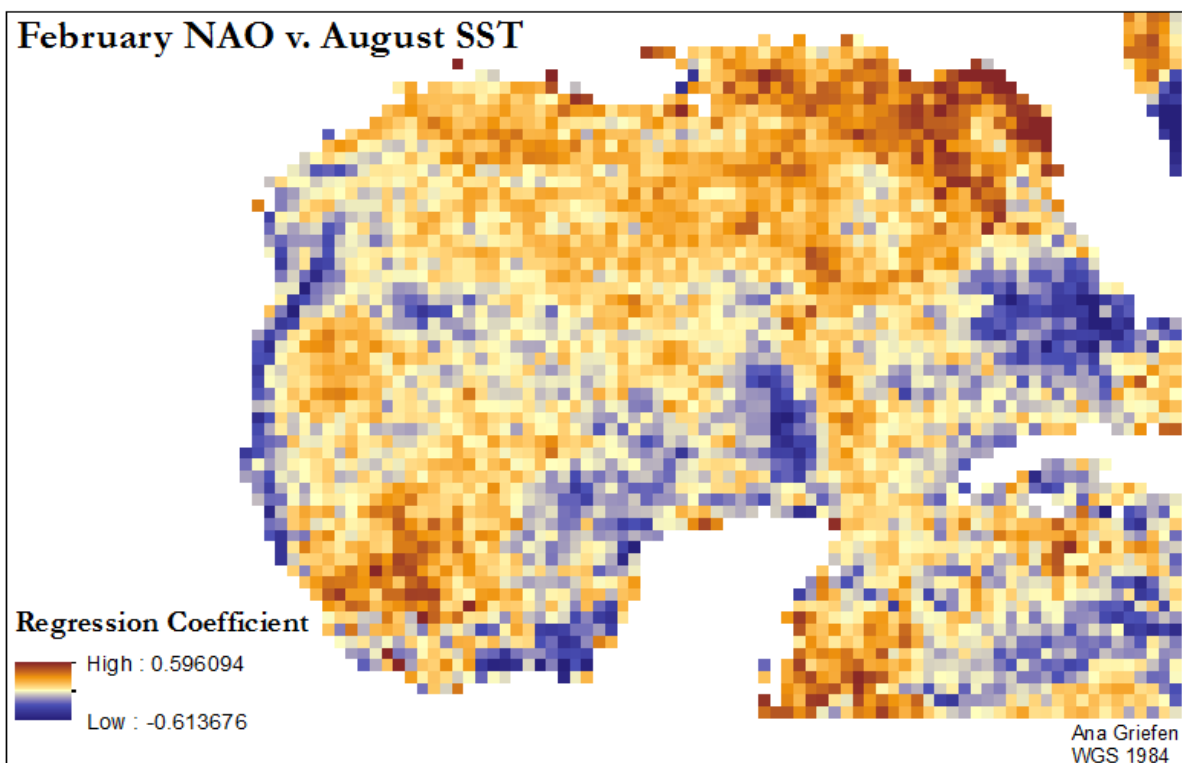 February NAO v. August SST
Regression Coefficient
High : 0.596094
Low : -0.613676
Ana Griefen
WGS 1984